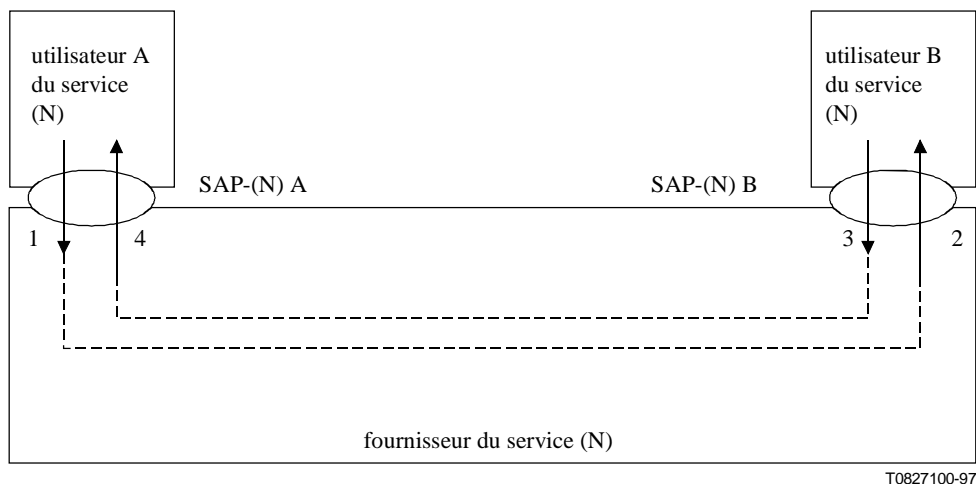 utilisateur A
du service
(N)
utilisateur B
du service
(N)
SAP-(N) A
SAP-(N) B
1
4
3
2
fournisseur du service (N)
T0827100-97